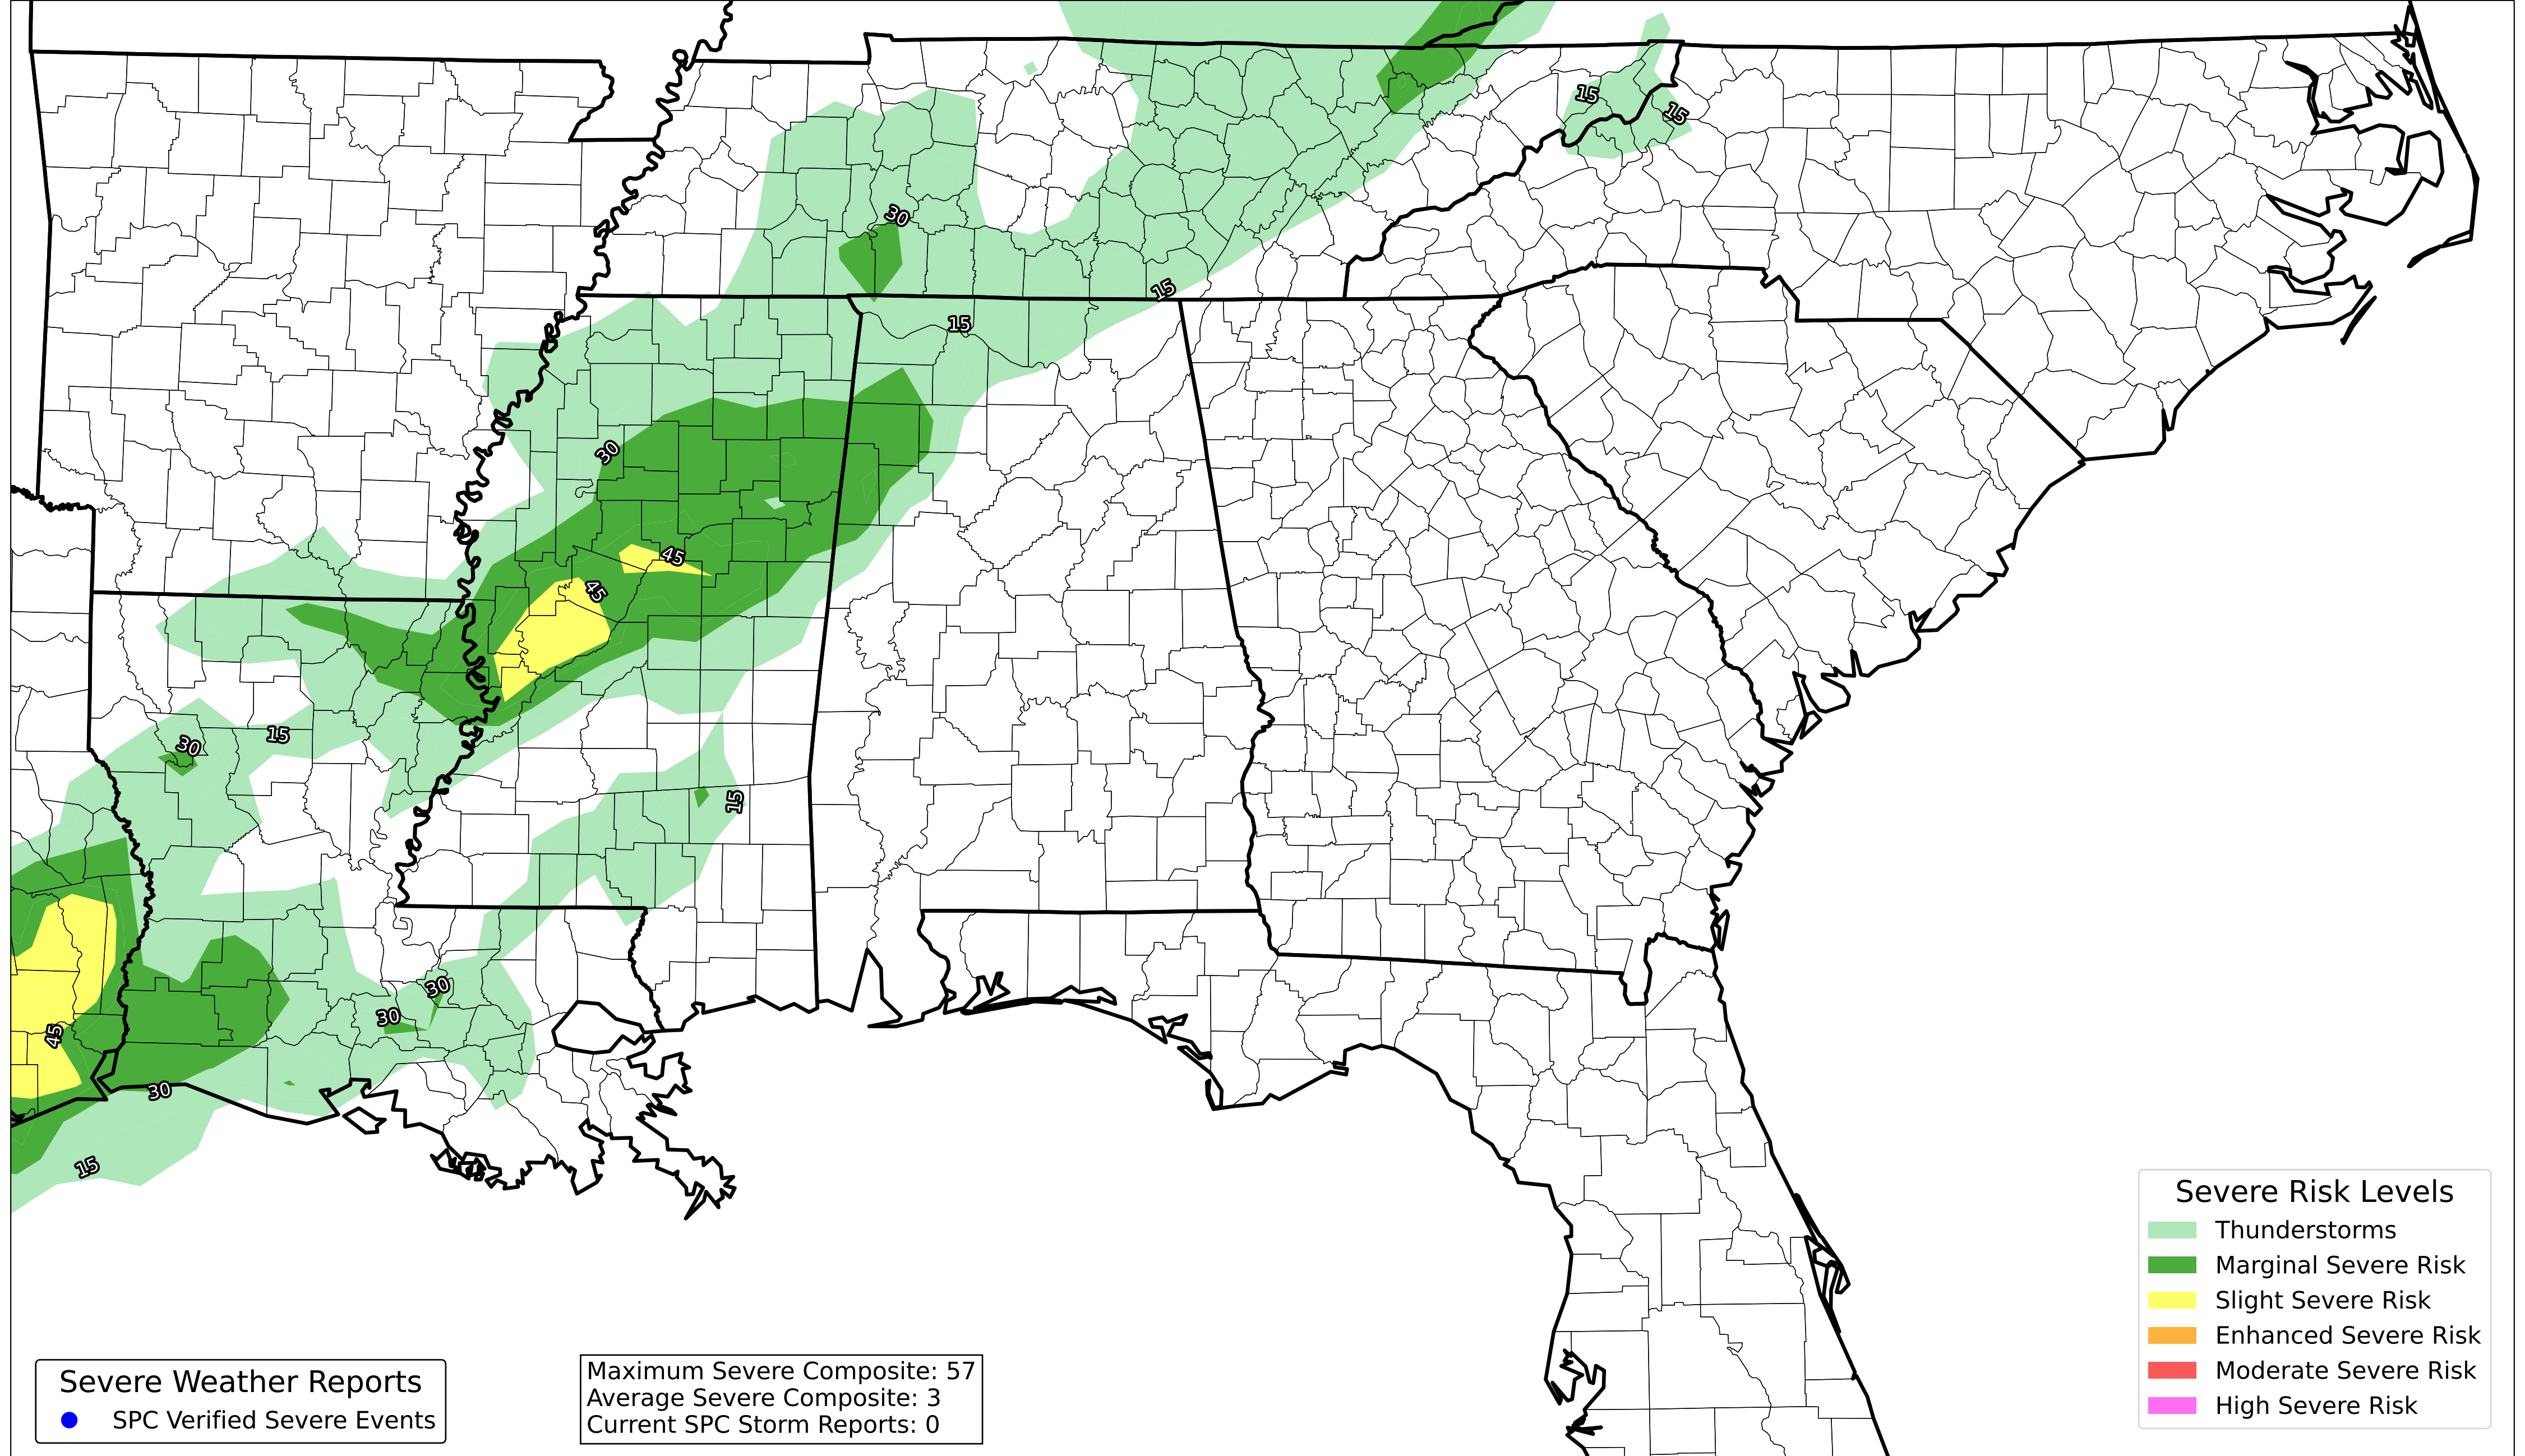 15
15
30
15
15
30
45
45
15
30
15
30
30
45
30
15
Severe Risk Levels
Thunderstorms
Marginal Severe Risk
Slight Severe Risk
Enhanced Severe Risk
Moderate Severe Risk
High Severe Risk
Severe Weather Reports
SPC Verified Severe Events
Maximum Severe Composite: 57
Average Severe Composite: 3
Current SPC Storm Reports: 0